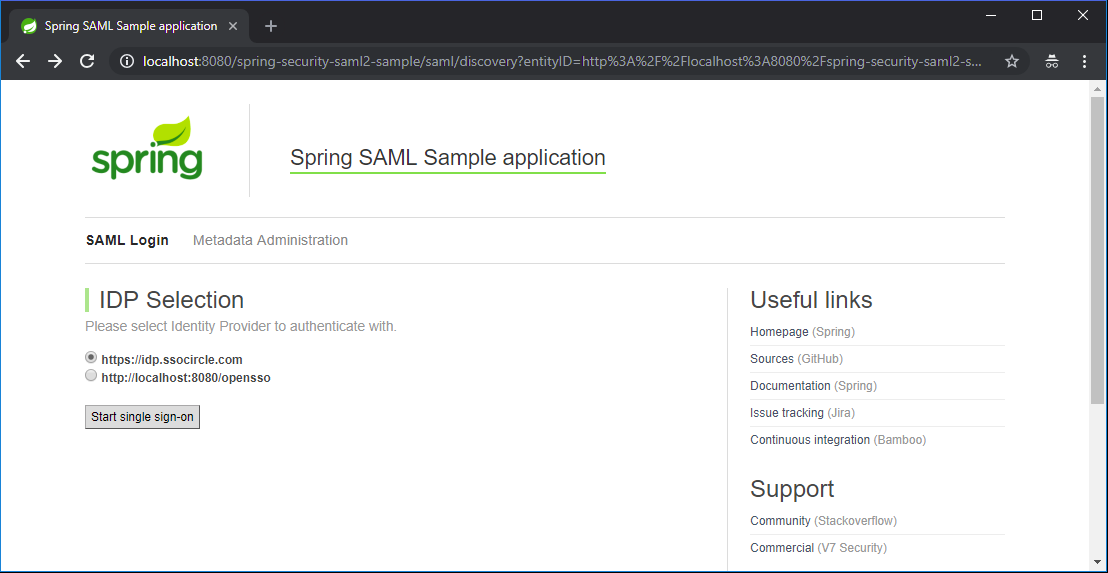 Spring SAML Sample application
localhost:8080/spring-security-saml2-sample/saml/discovery?entityID=http%3A%2F%2Flocalhost%3A8080%2Fspring-security-saml2-s...
spring
Spring SAML Sample application
SAML Login Metadata Administration
IDP Selection
Please select Identity Provider to authenticate with.
https://idp.ssocircle.com
http://localhost:8080/opensso
Start single sign-on
Useful links
Homepage (Spring)
Sources (GitHub)
Documentation (Spring)
Issue tracking (Jira)
Continuous integration (Bamboo)
Support
Community (Stackoverflow)
Commercial (V7 Security)